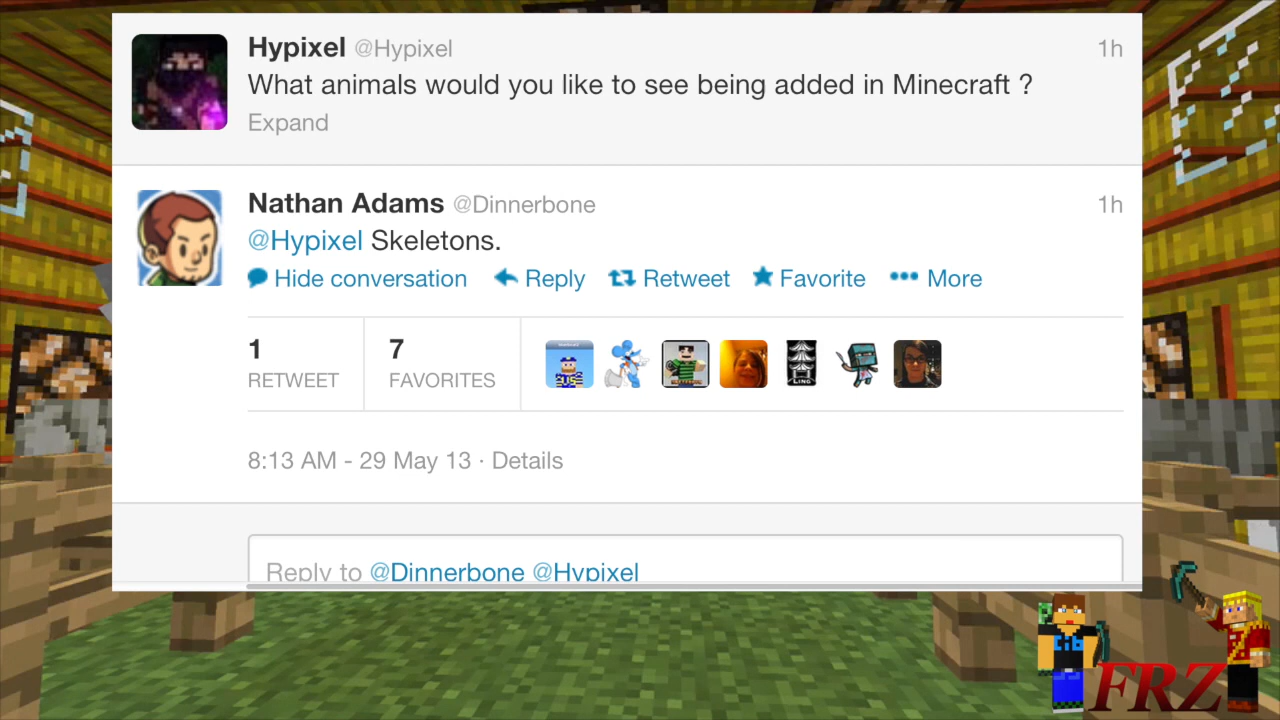 Hypixel @Hypixel 1h
What animals would you like to see being added in Minecraft ?
Expand
Nathan Adams @Dinnerbone 1h
@Hypixel Skeletons.
Hide conversation Reply Retweet Favorite More
1 7
RETWEET FAVORITES
LING
8:13 AM - 29 May 13 · Details
Reply to @Dinnerbone @Hypixel
FRZ